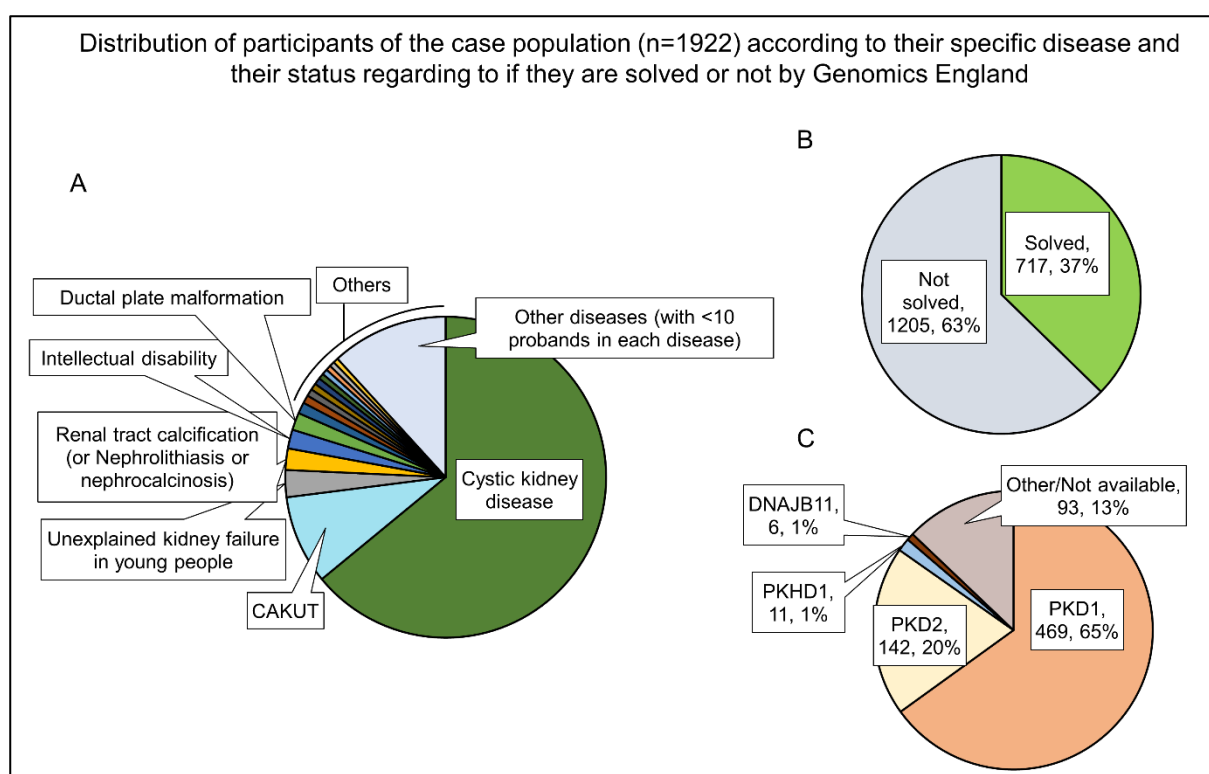 Distribution of participants of the case population (n=1922) according to their specific disease and
their status regarding to if they are solved or not by Genomics England
A
Others
Ductal plate malformation
Other diseases (with <10
probands in each disease)
Intellectual disability
Renal tract calcification
(or Nephrolithiasis or
nephrocalcinosis)
Cystic kidney
disease
Unexplained kidney failure
in young people
CAKUT
B
Solved,
717, 37%
Not
solved,
1205, 63%
C
Other/Not available,
93, 13%
DNAJB11,
6, 1%
PKHD1,
11, 1%
PKD2,
142, 20%
PKD1,
469, 65%